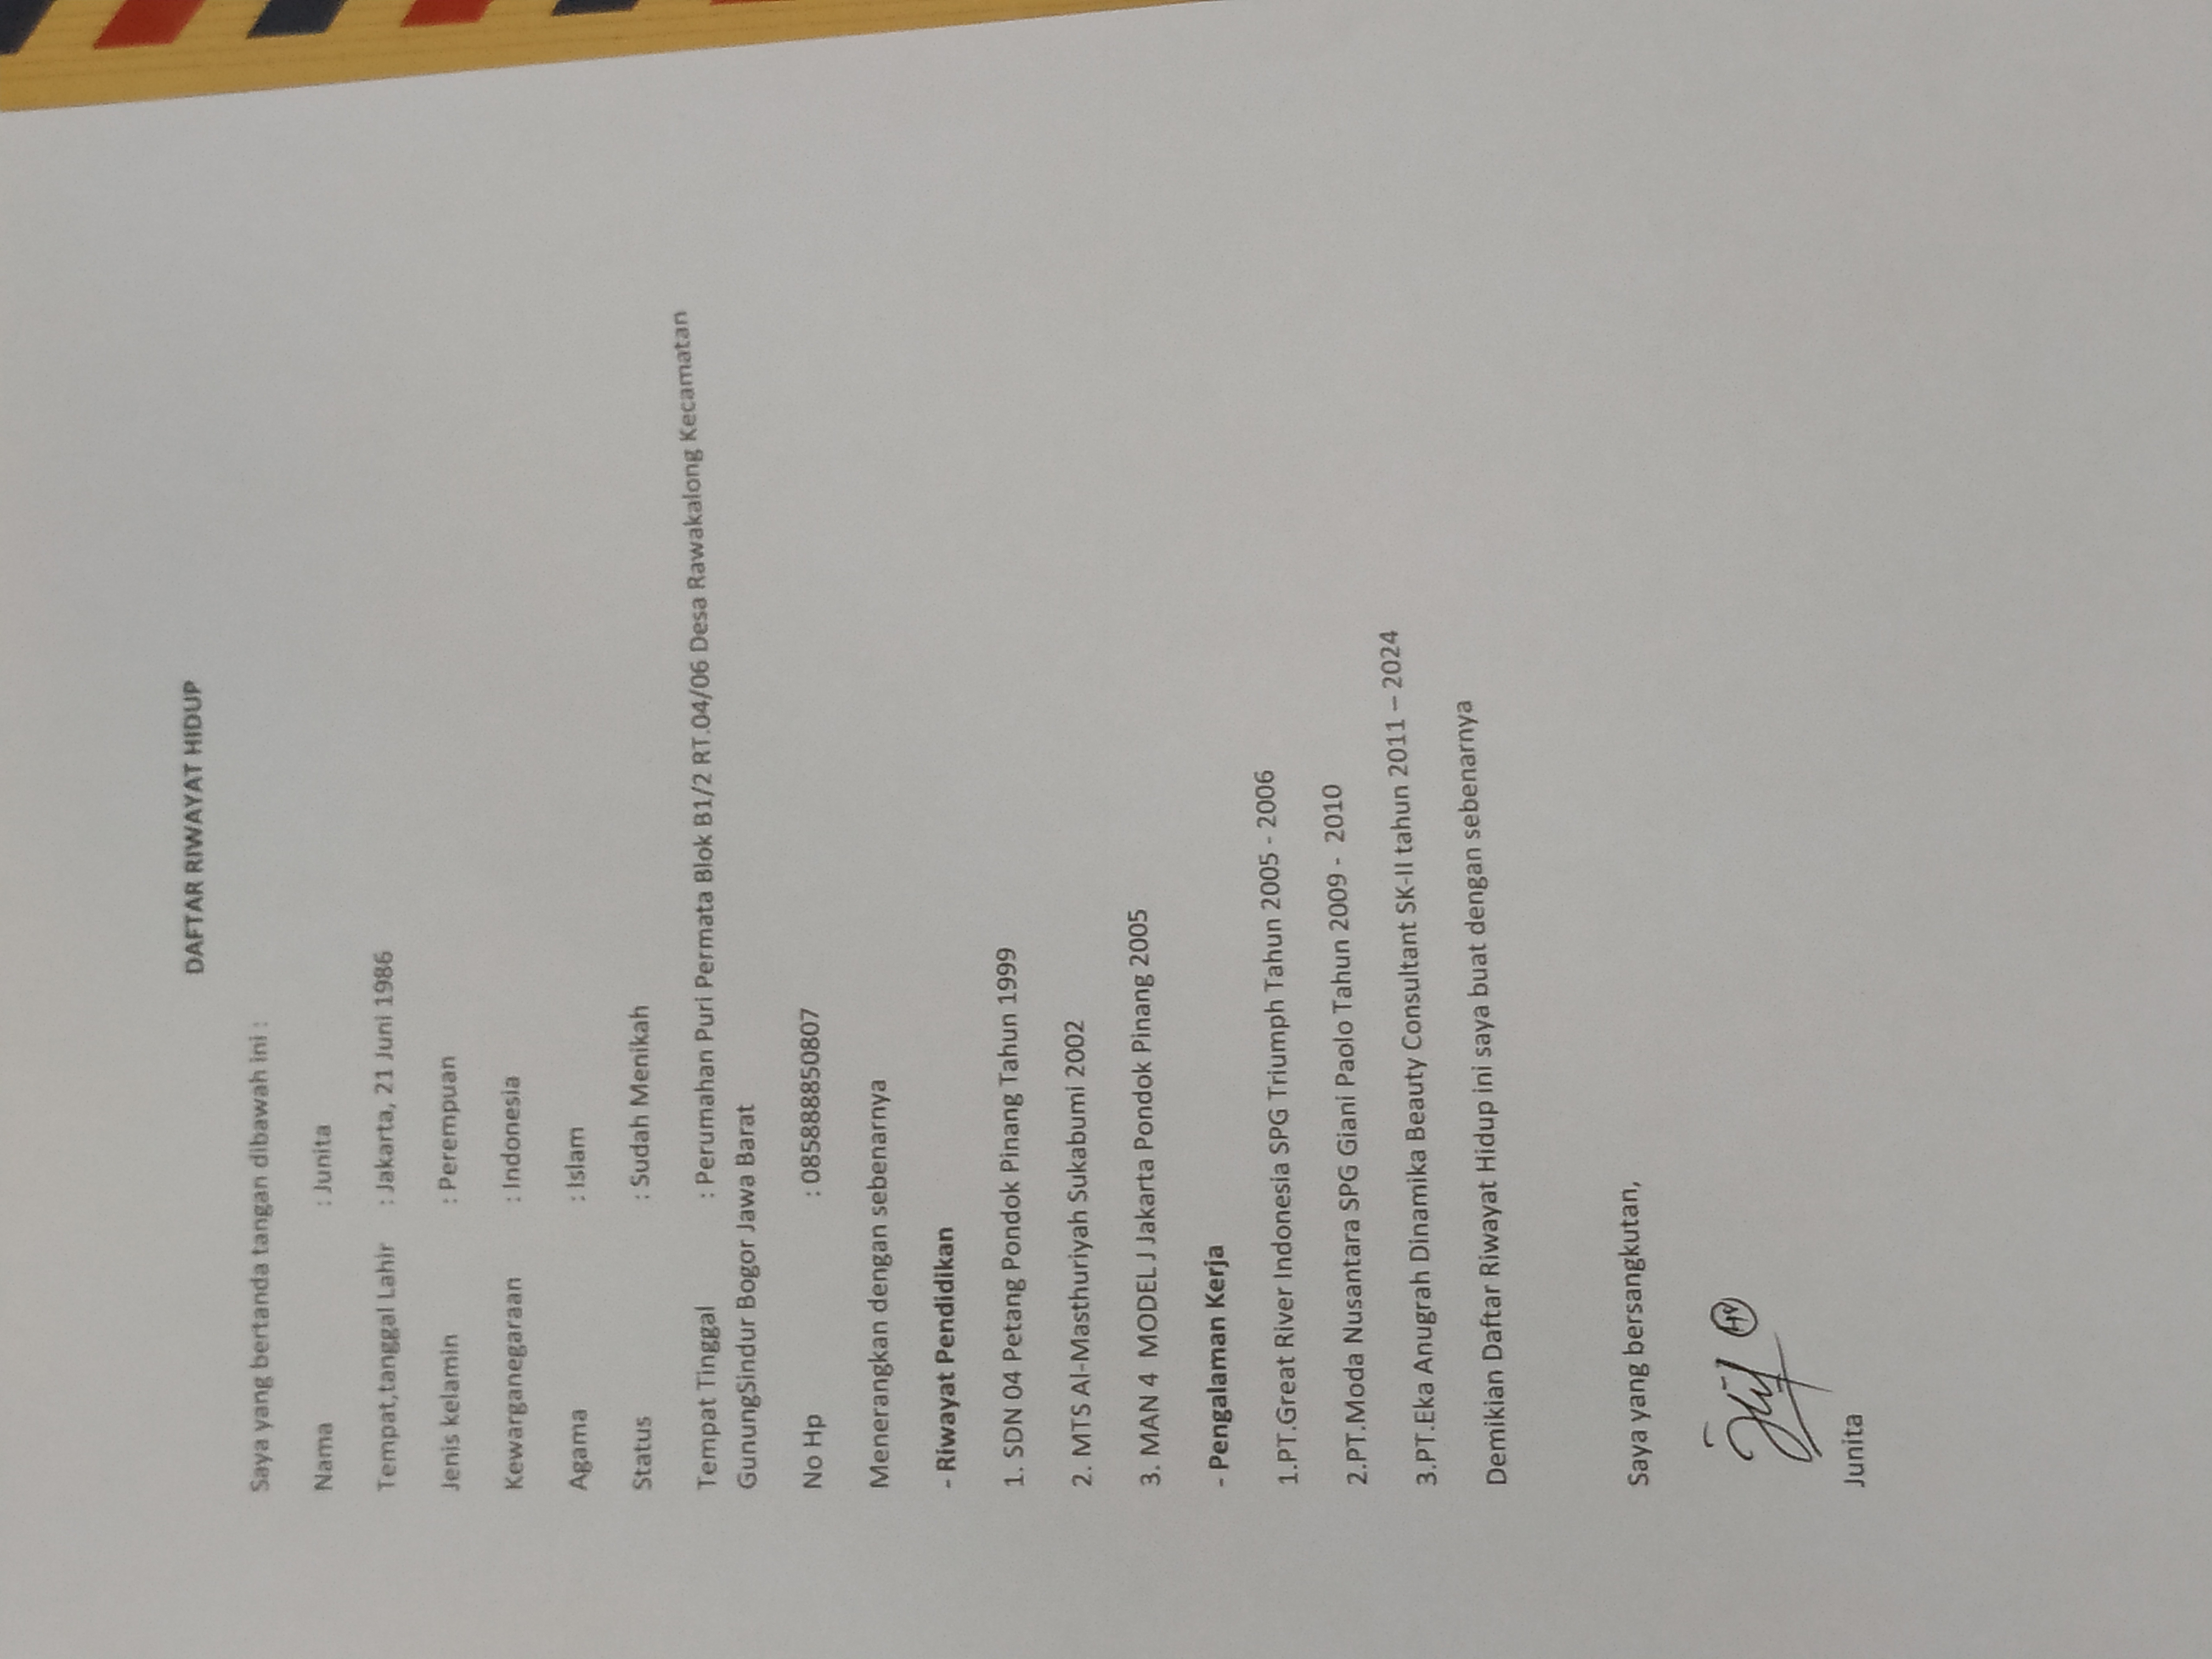 DAFTAR RIWAYAT HIDUP
Saya yang bertanda tangan dibawah ini :
Nama : Junita
Tempat,tanggal Lahir : Jakarta, 21 Juni 1986
Jenis kelamin : Perempuan
Kewarganegaraan : Indonesia
Agama : Islam
Status : Sudah Menikah
Tempat Tinggal : Perumahan Puri Permata Blok B1/2 RT.04/06 Desa Rawakalong Kecamatan
GunungSindur Bogor Jawa Barat
No Hp : 085888850807
Menerangkan dengan sebenarnya
- Riwayat Pendidikan
1. SDN 04 Petang Pondok Pinang Tahun 1999
2. MTS Al-Masthuriyah Sukabumi 2002
3. MAN 4  MODEL J Jakarta Pondok Pinang 2005
- Pengalaman Kerja
1.PT.Great River Indonesia SPG Triumph Tahun 2005 - 2006
2.PT.Moda Nusantara SPG Giani Paolo Tahun 2009 -  2010
3.PT.Eka Anugrah Dinamika Beauty Consultant SK-II tahun 2011 – 2024
Demikian Daftar Riwayat Hidup ini saya buat dengan sebenarnya
Saya yang bersangkutan,
Junita